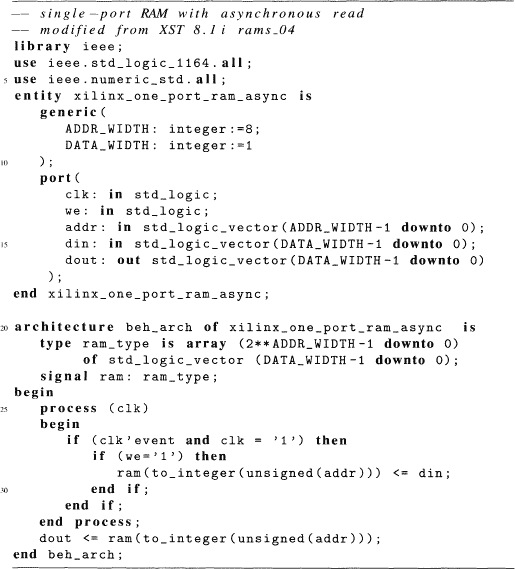 -- single-port RAM with asynchronous read
-- modified from XST 8.1i rams_04
library ieee;
use ieee.std_logic_1164.all;
5 use ieee.numeric_std.all;
entity xilinx_one_port_ram_async is
generic(
ADDR_WIDTH: integer:=8;
DATA_WIDTH: integer:=1
10 );
port(
clk: in std_logic;
we: in std_logic;
addr: in std_logic_vector(ADDR_WIDTH-1 downto 0);
15 din: in std_logic_vector(DATA_WIDTH-1 downto 0);
dout: out std_logic_vector(DATA_WIDTH-1 downto 0)
);
end xilinx_one_port_ram_async;
20 architecture beh_arch of xilinx_one_port_ram_async is
type ram_type is array (2**ADDR_WIDTH-1 downto 0)
of std_logic_vector (DATA_WIDTH-1 downto 0);
signal ram: ram_type;
begin
25 process (clk)
begin
if (clk'event and clk = '1') then
if (we='1') then
ram(to_integer(unsigned(addr))) <= din;
30 end if;
end if;
end process;
dout <= ram(to_integer(unsigned(addr)));
end beh_arch;